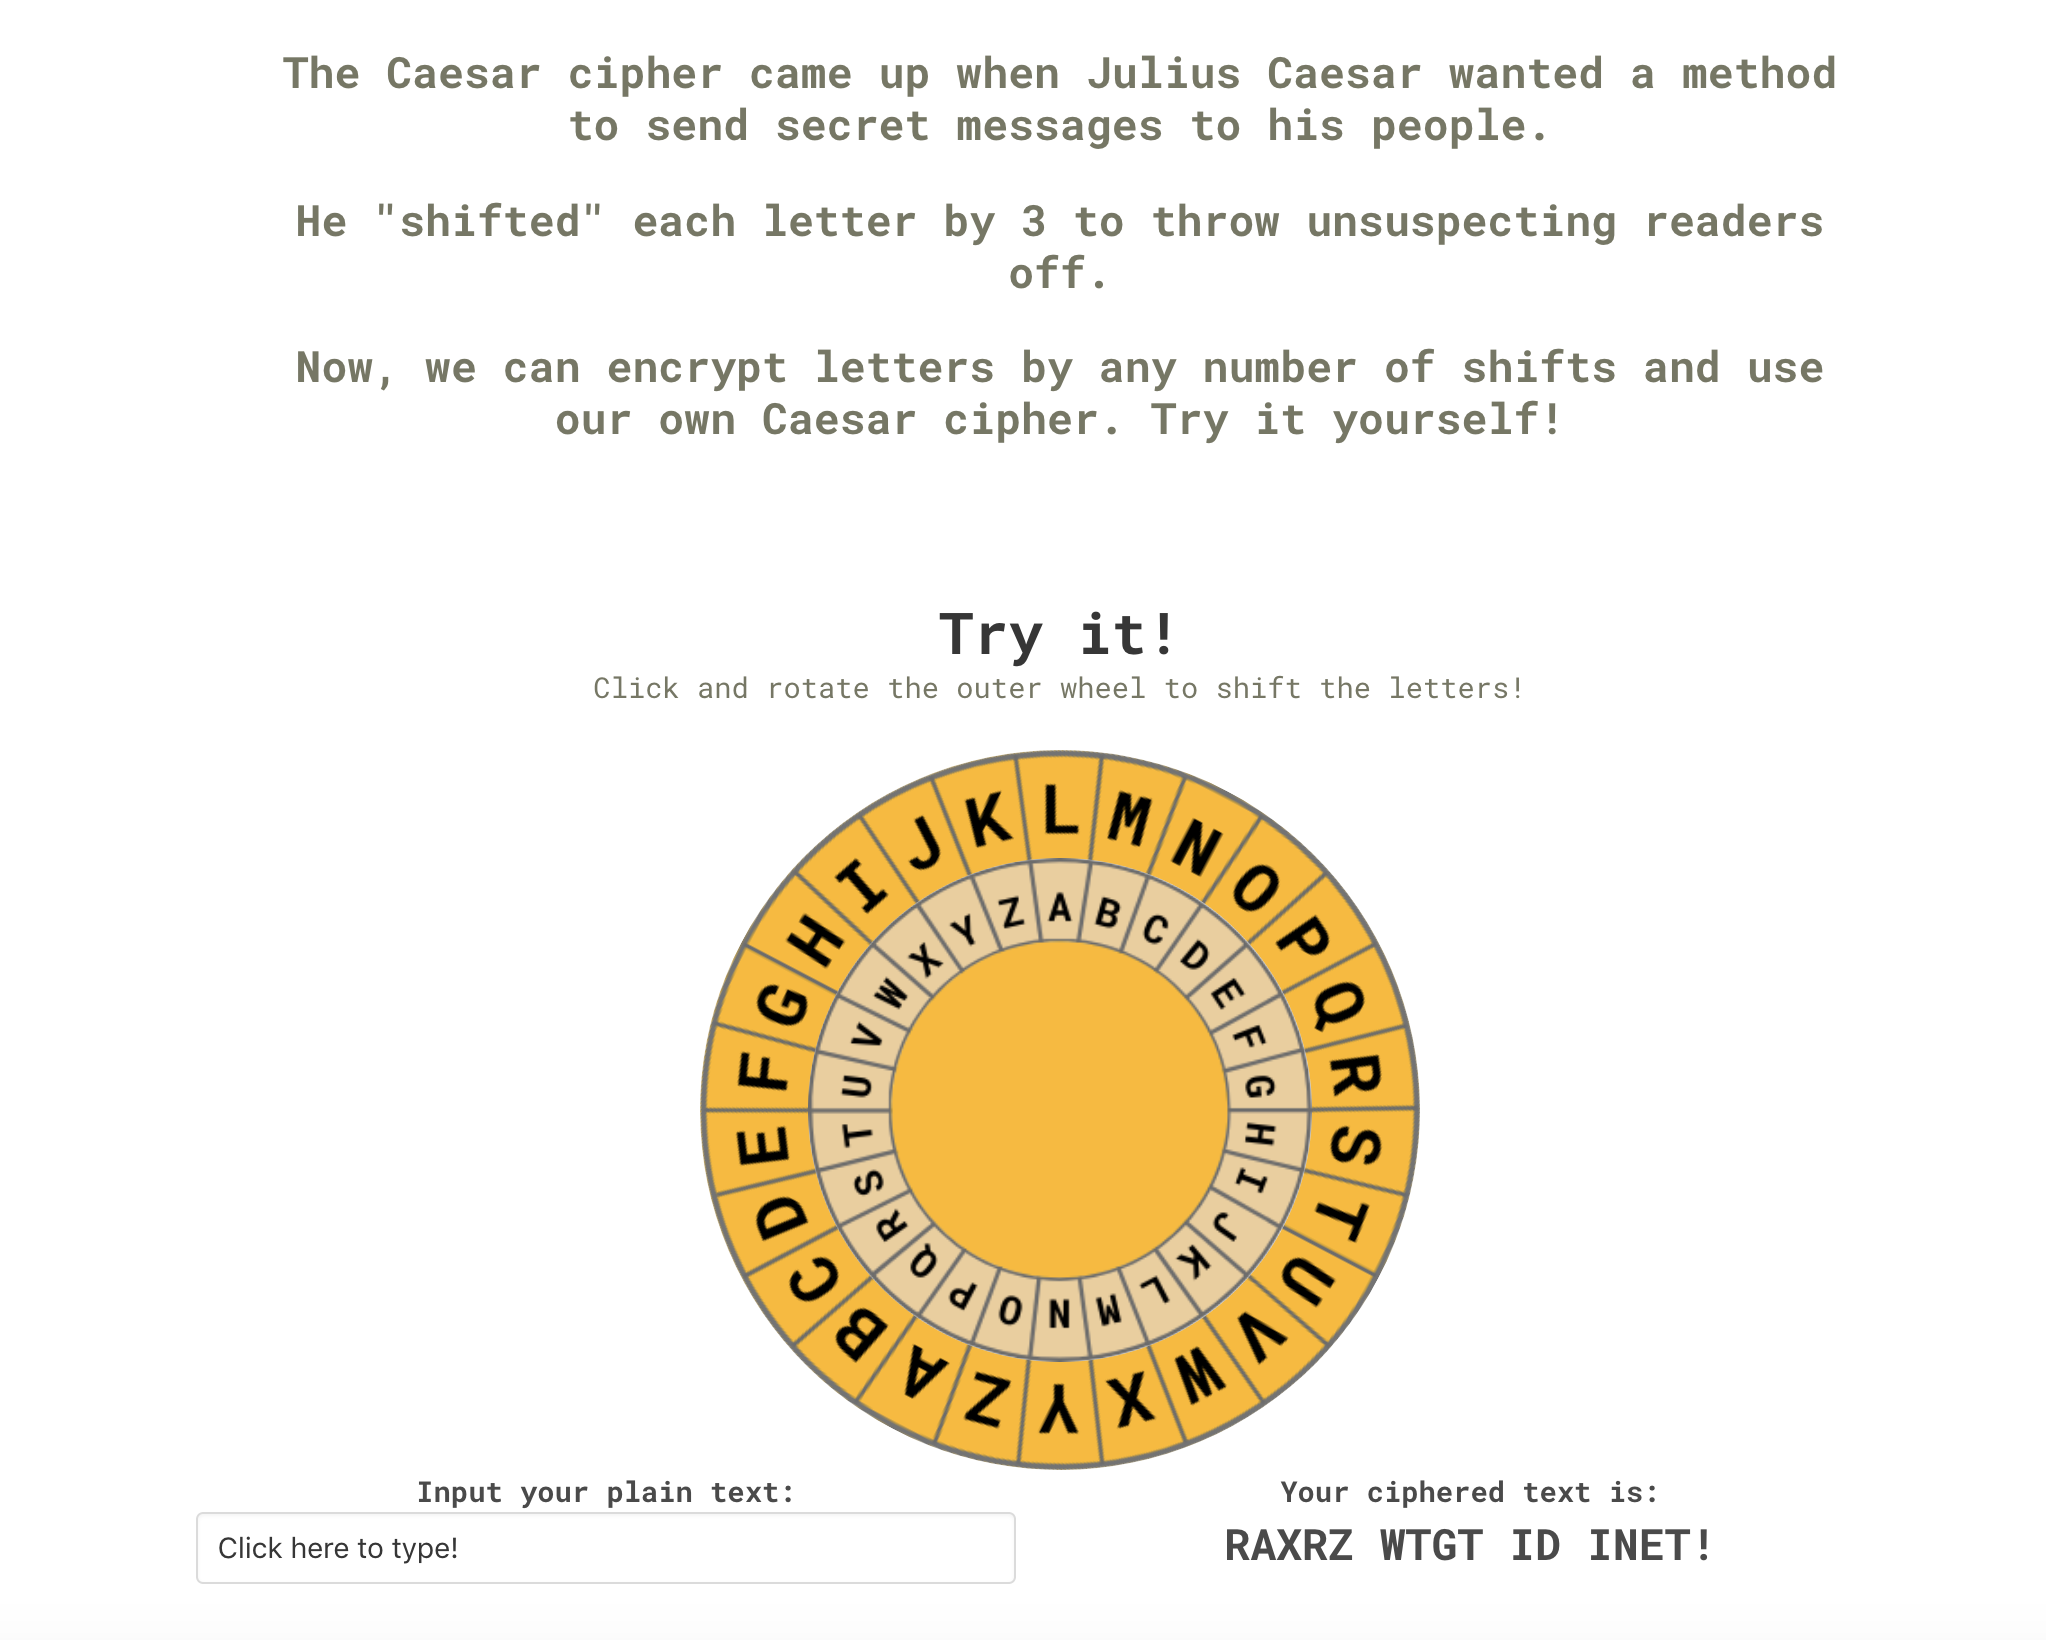 The Caesar cipher came up when Julius Caesar wanted a method
to send secret messages to his people.
He "shifted" each letter by 3 to throw unsuspecting readers
off.
Now, we can encrypt letters by any number of shifts and use
our own Caesar cipher. Try it yourself!
Try it!
Click and rotate the outer wheel to shift the letters!
L M N O P Q R S T U V W X Y Z A B C D E F G H I J K
A B C D E F G H I J K L M N O P Q R S T U V W X Y Z
Input your plain text:
Click here to type!
Your ciphered text is:
RAXRZ WTGT ID INET!